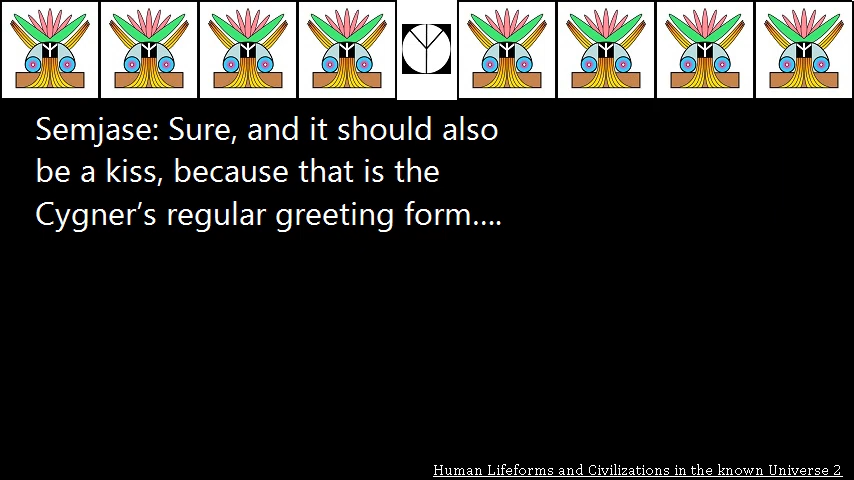 Semjase: Sure, and it should also
be a kiss, because that is the
Cygner's regular greeting form....
Human Lifeforms and Civilizations in the known Universe 2